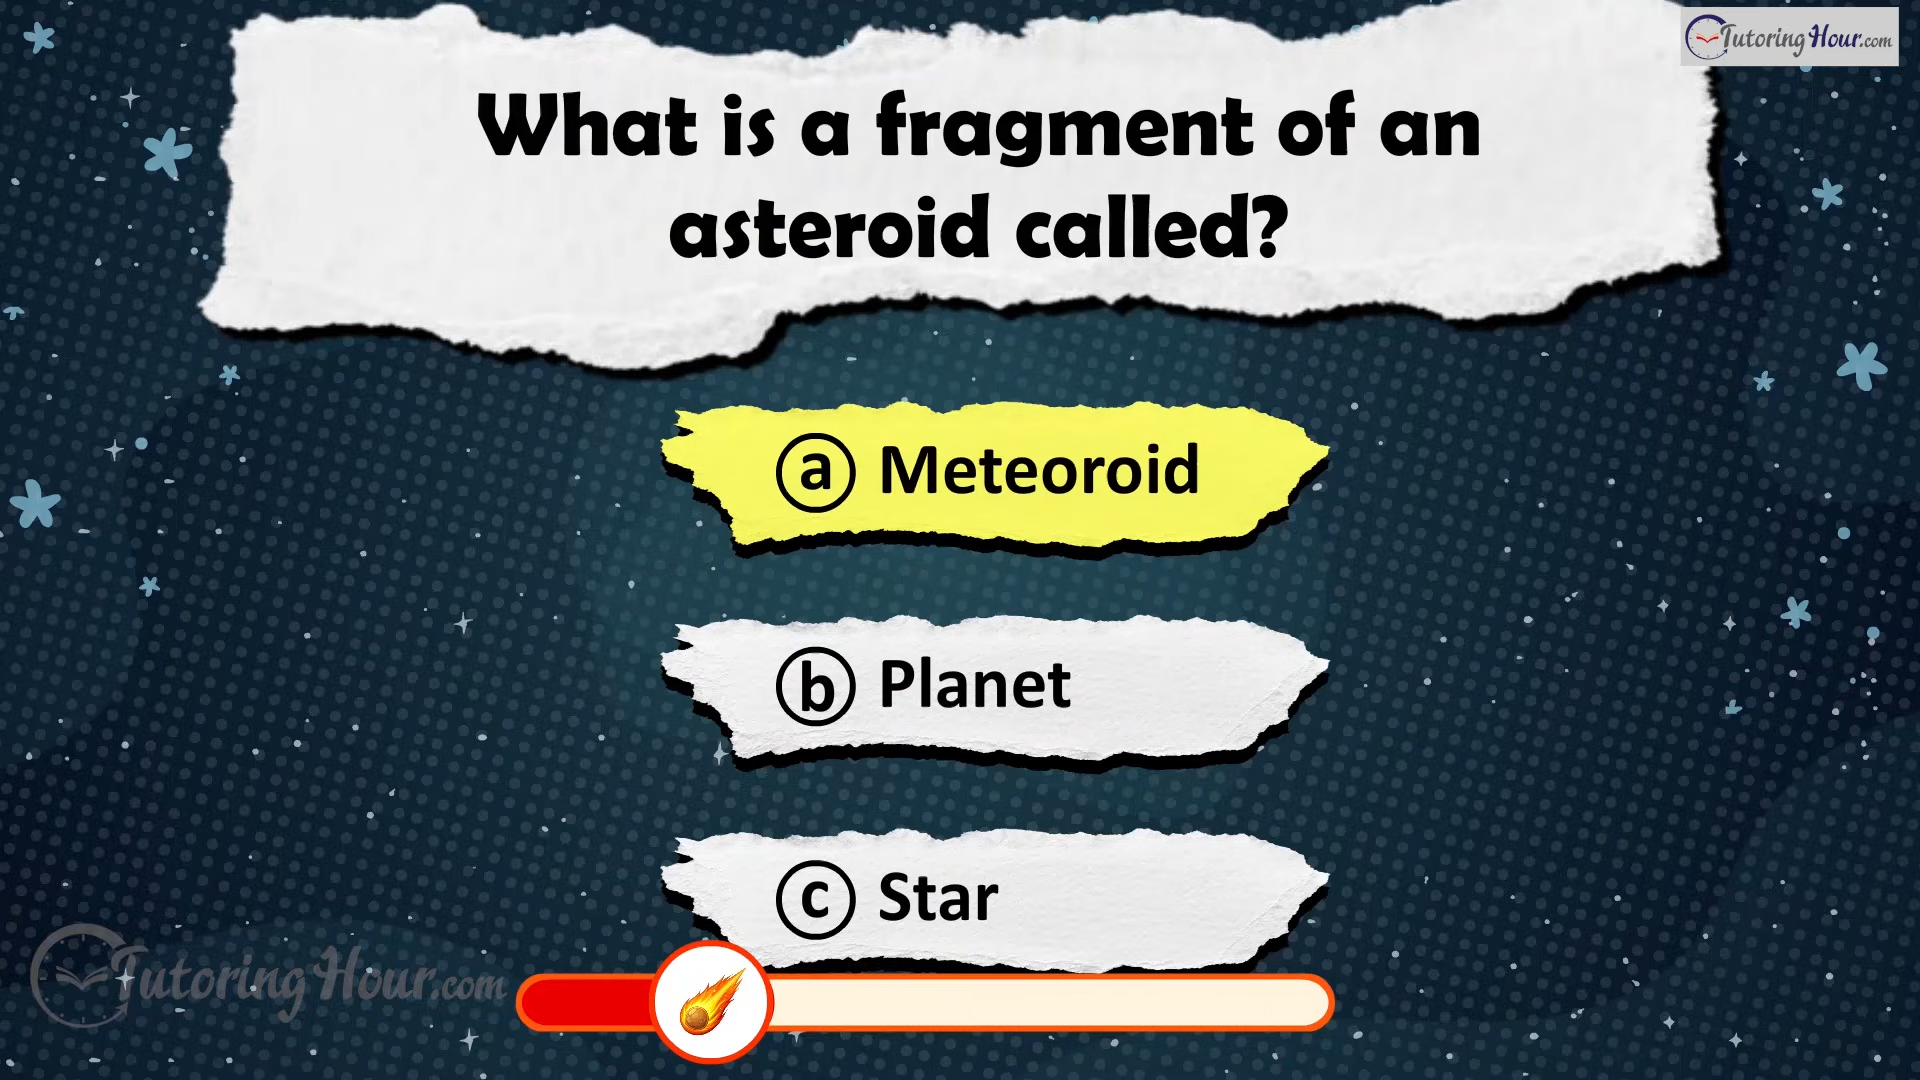 TutoringHour.com
What is a fragment of an
asteroid called?
a Meteoroid
b Planet
c Star
TutoringHour.com